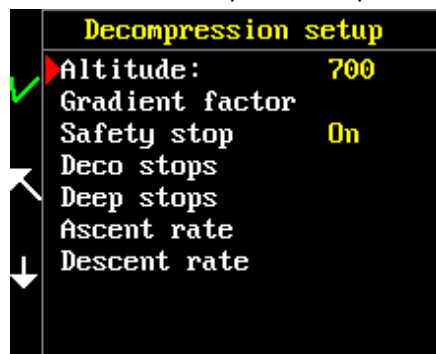 Decompression setup
Altitude: 700
Gradient factor
Safety stop On
Deco stops
Deep stops
Ascent rate
Descent rate